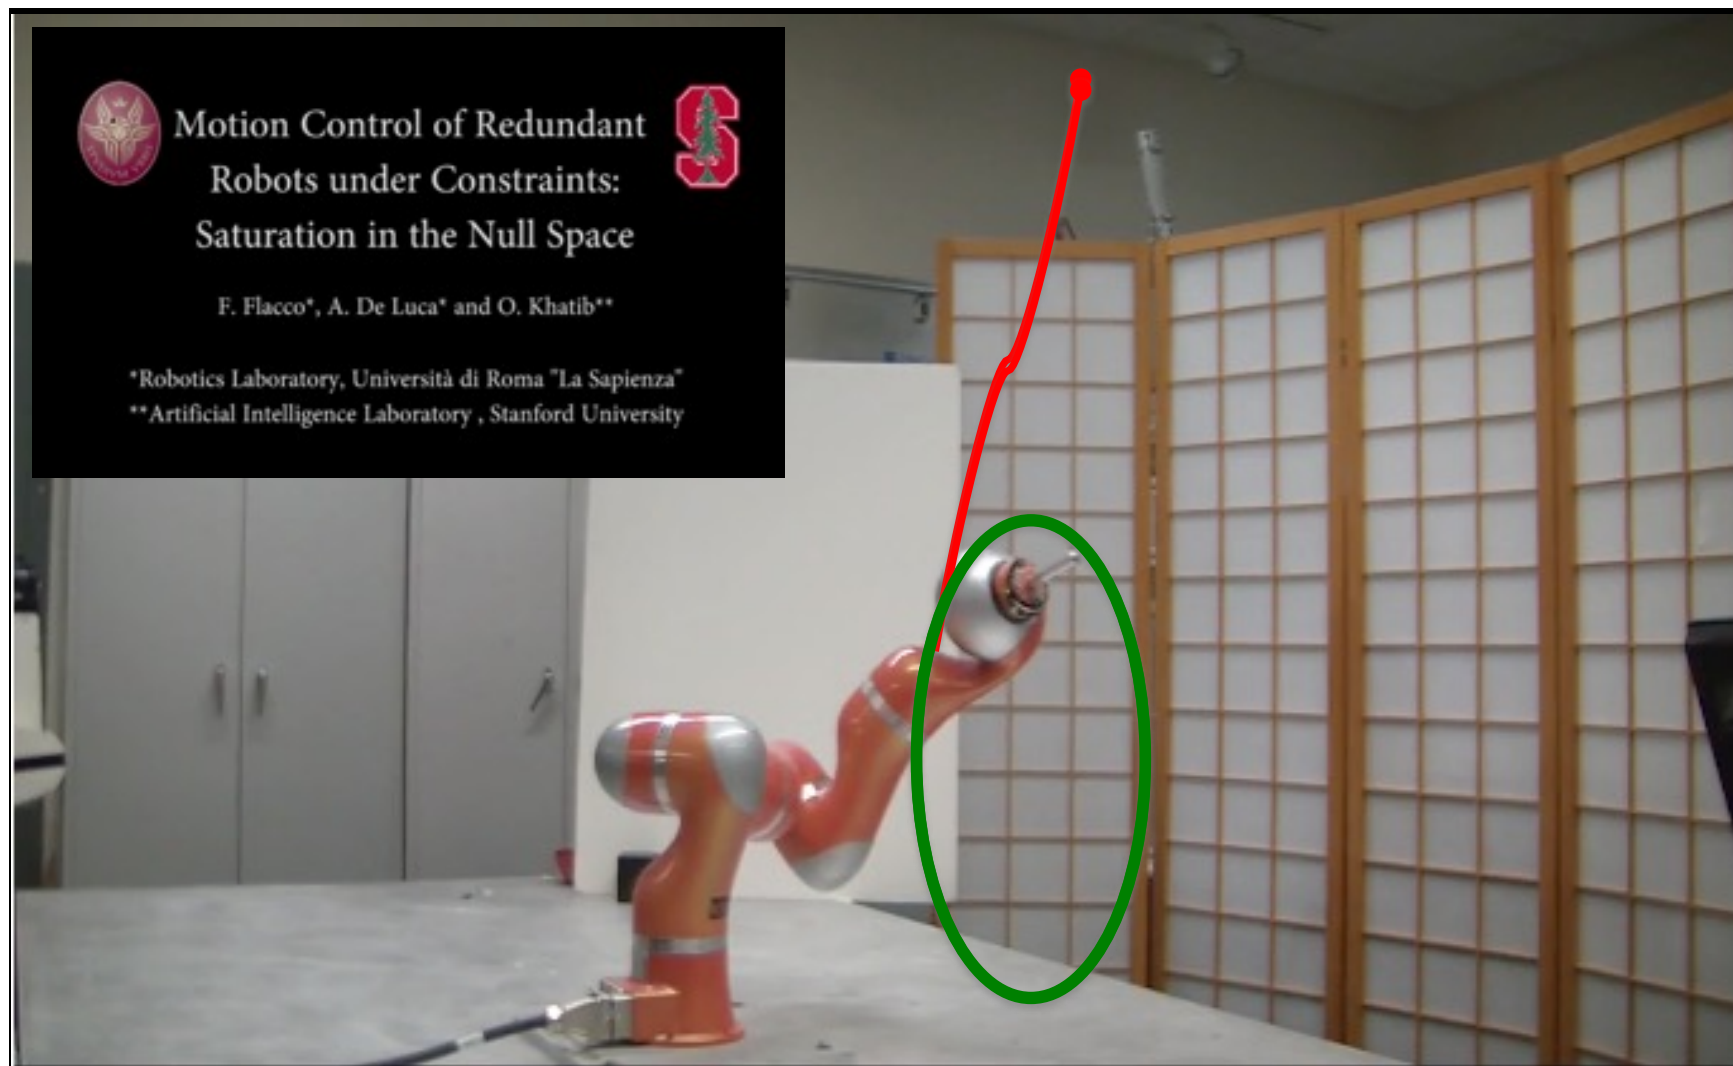 Motion Control of Redundant
Robots under Constraints:
Saturation in the Null Space
F. Flacco*, A. De Luca* and O. Khatib**
*Robotics Laboratory, Università di Roma "La Sapienza"
**Artificial Intelligence Laboratory , Stanford University